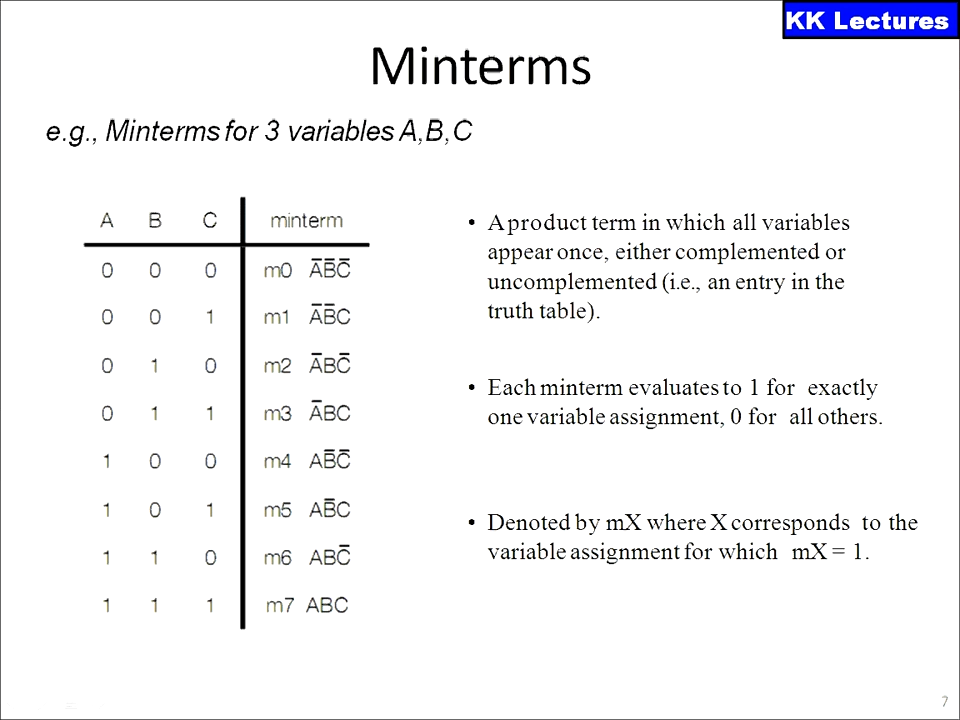 KK Lectures
Minterms
e.g., Minterms for 3 variables A,B,C
A B C minterm
0 0 0 m0 A̅B̅C̅
0 0 1 m1 A̅B̅C
0 1 0 m2 A̅BC̅
0 1 1 m3 A̅BC
1 0 0 m4 AB̅C̅
1 0 1 m5 AB̅C
1 1 0 m6 ABC̅
1 1 1 m7 ABC
• A product term in which all variables
appear once, either complemented or
uncomplemented (i.e., an entry in the
truth table).
• Each minterm evaluates to 1 for exactly
one variable assignment, 0 for all others.
• Denoted by mX where X corresponds to the
variable assignment for which mX = 1.
7